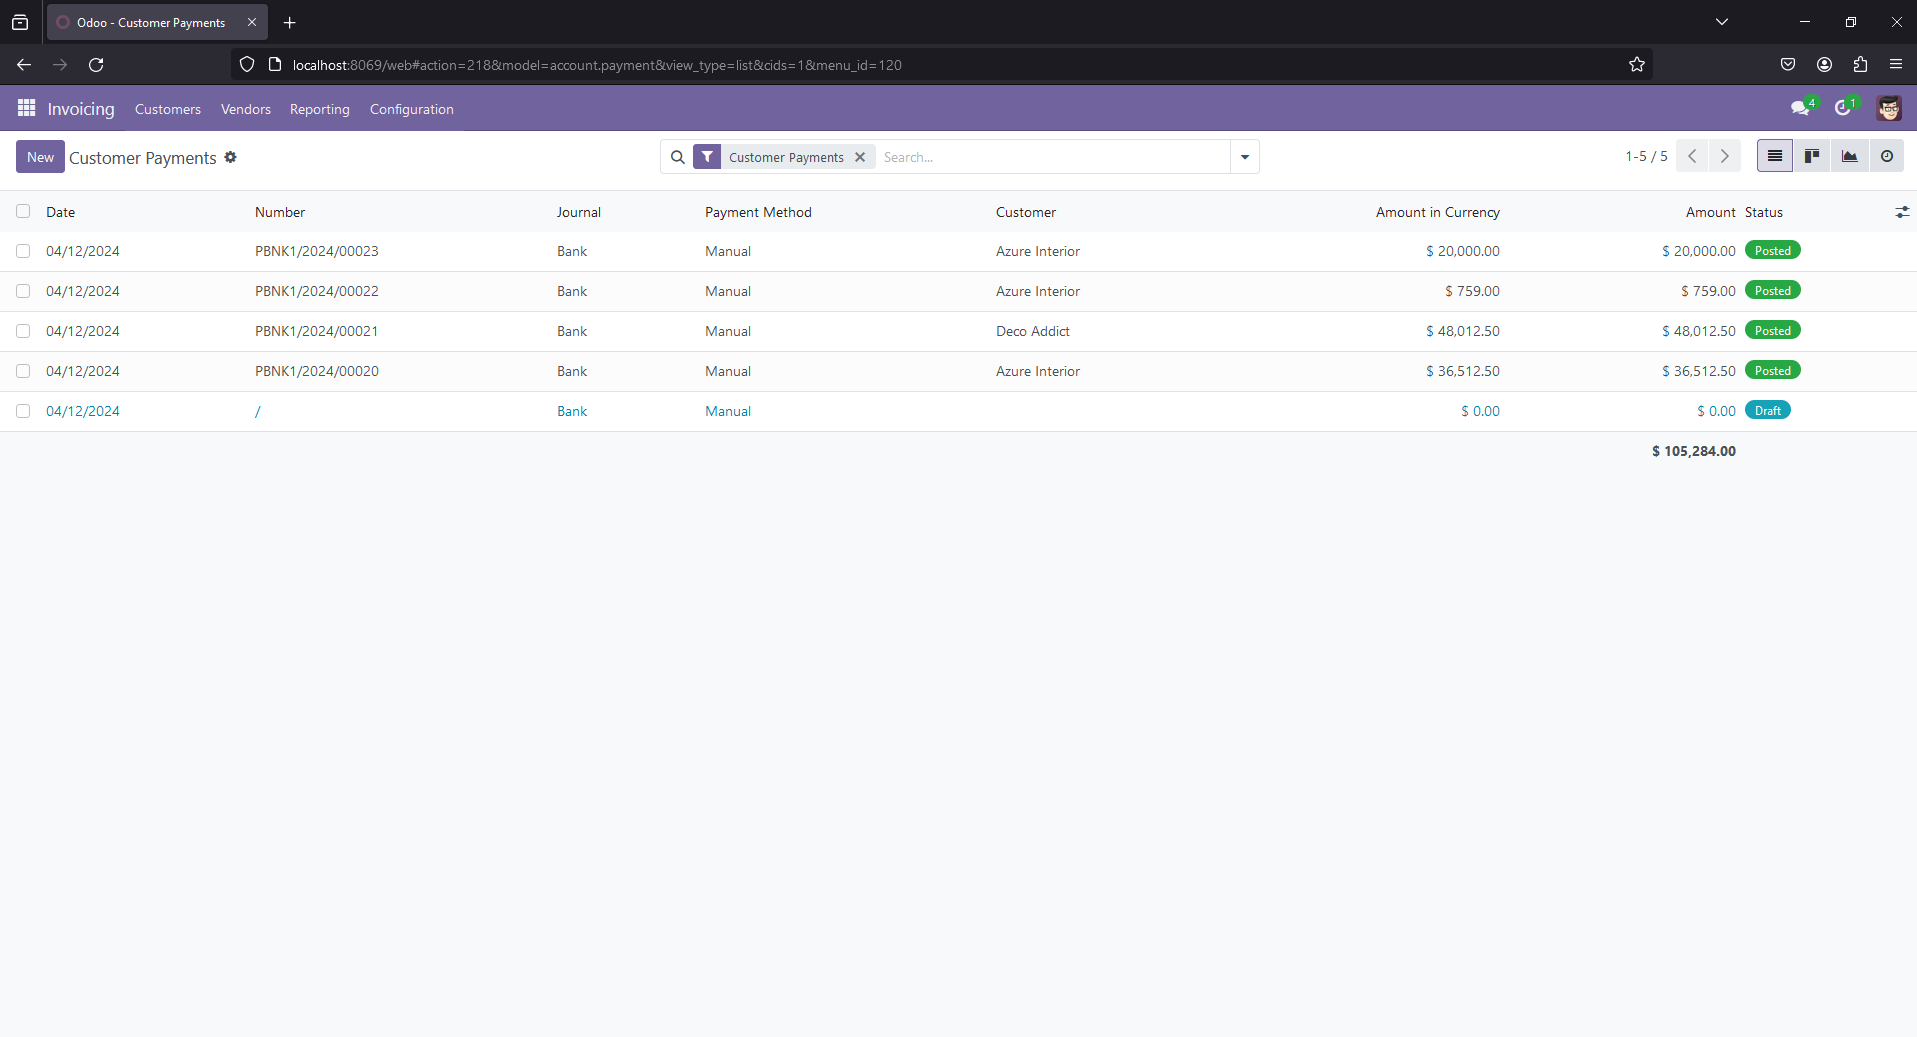 Odoo - Customer Payments
localhost:8069/web#action=218&model=account.payment&view_type=list&cids=1&menu_id=120
Invoicing Customers Vendors Reporting Configuration 4 1
New Customer Payments Customer Payments Search... 1-5 / 5
Date Number Journal Payment Method Customer Amount in Currency Amount Status
04/12/2024 PBNK1/2024/00023 Bank Manual Azure Interior $ 20,000.00 $ 20,000.00 Posted
04/12/2024 PBNK1/2024/00022 Bank Manual Azure Interior $ 759.00 $ 759.00 Posted
04/12/2024 PBNK1/2024/00021 Bank Manual Deco Addict $ 48,012.50 $ 48,012.50 Posted
04/12/2024 PBNK1/2024/00020 Bank Manual Azure Interior $ 36,512.50 $ 36,512.50 Posted
04/12/2024 / Bank Manual $ 0.00 $ 0.00 Draft
$ 105,284.00